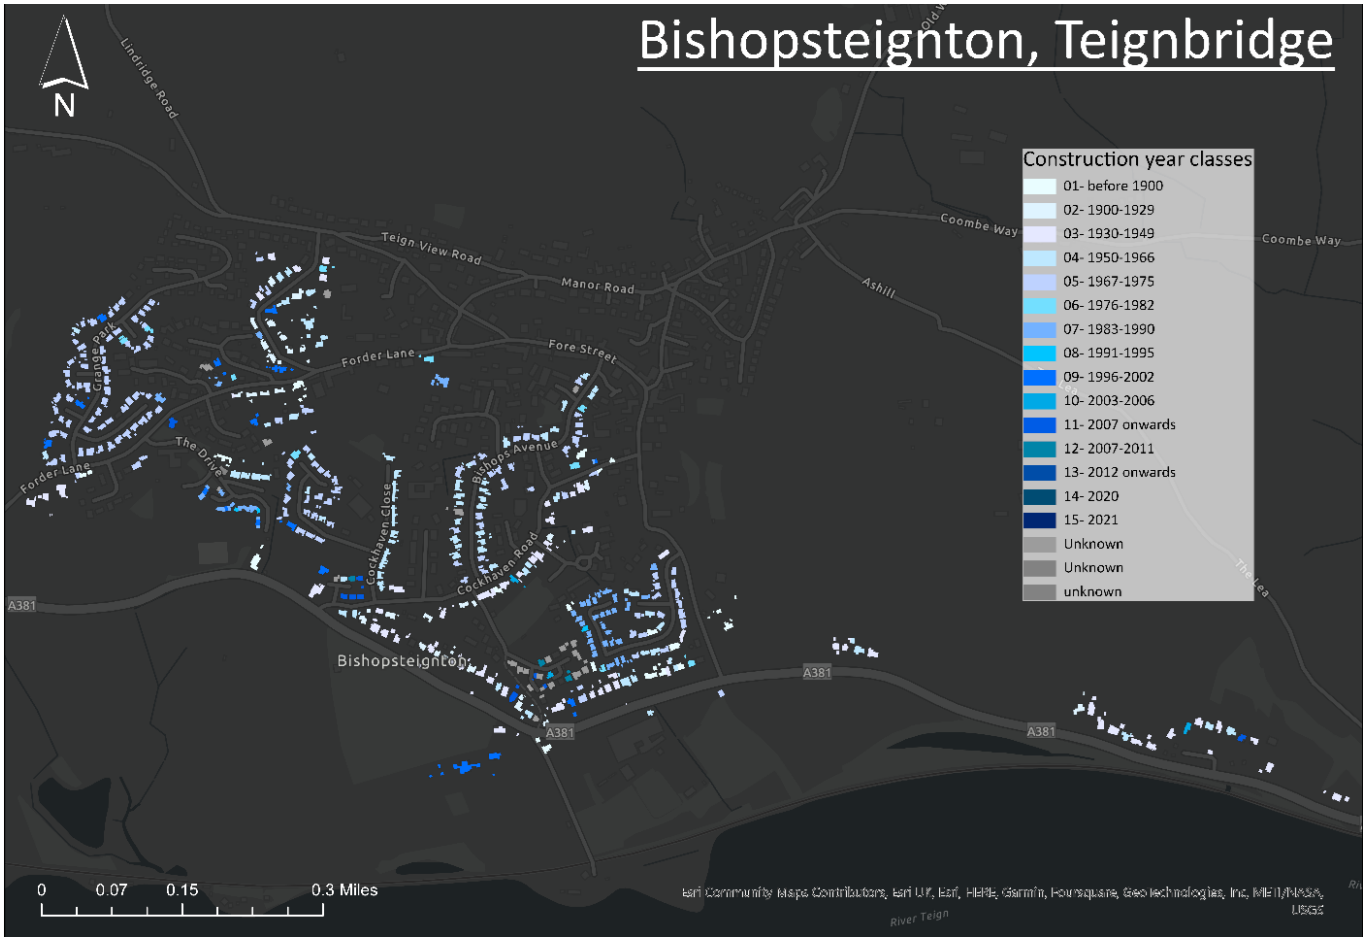 Bishopsteignton, Teignbridge
N
Lindridge Road
Construction year classes
01- before 1900
02- 1900-1929
03- 1930-1949
04- 1950-1966
05- 1967-1975
06- 1976-1982
07- 1983-1990
08- 1991-1995
09- 1996-2002
10- 2003-2006
11- 2007 onwards
12- 2007-2011
13- 2012 onwards
14- 2020
15- 2021
Unknown
Unknown
unknown
Coombe Way
Coombe Way
Teign View Road
Manor Road
Ashill
Fore Street
Forder Lane
Grange Park
The Drive
Bishops Avenue
Forder Lane
Cockhaven Close
Cockhaven Road
The Lea
A381
Bishopsteignton
A381
A381
A381
0 0.07 0.15 0.3 Miles
Esri Community Maps Contributors, Esri UK, Esri, HERE, Garmin, Foursquare, GeoTechnologies, Inc, METI/NASA,
USGS
River Teign